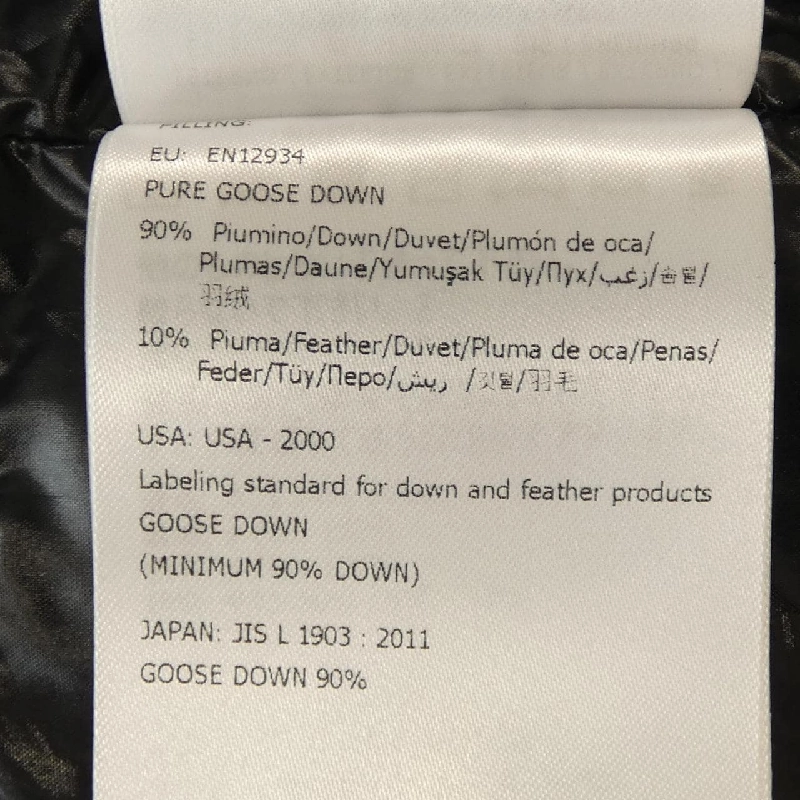 FILLING:
EU: EN12934
PURE GOOSE DOWN
90% Piumino/Down/Duvet/Plumón de oca/
Plumas/Daune/Yumuşak Tüy/Пух/زغب/솜털/
羽绒
10% Piuma/Feather/Duvet/Pluma de oca/Penas/
Feder/Tüy/Перо/ريش /깃털/羽毛
USA: USA - 2000
Labeling standard for down and feather products
GOOSE DOWN
(MINIMUM 90% DOWN)
JAPAN: JIS L 1903 : 2011
GOOSE DOWN 90%